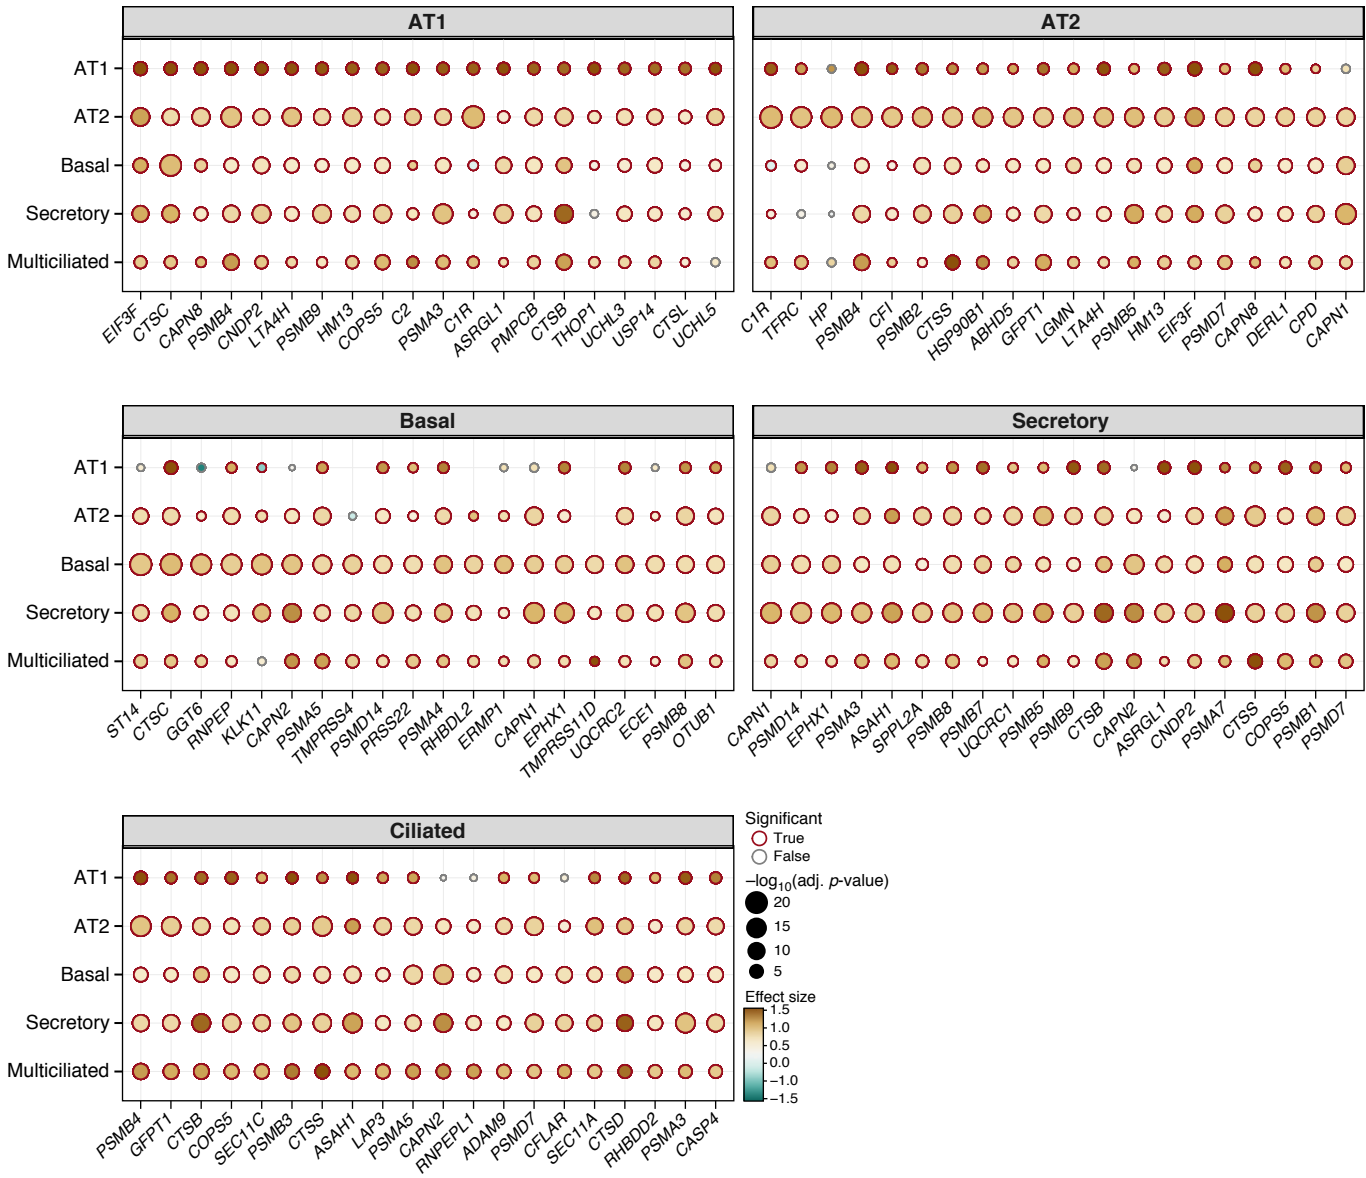 AT1
AT2
AT1
AT2
Basal
Secretory
Multiciliated
EIF3F CTSC CAPN8 PSMB4 CNDP2 LTA4H PSMB9 HM13 COPS5 C2 PSMA3 C1R ASRGL1 PMPCB CTSB THOP1 UCHL3 USP14 CTSL UCHL5
C1R TFRC HP PSMB4 CFI PSMB2 CTSS HSP90B1 ABHD5 GFPT1 LGMN LTA4H PSMB5 HM13 EIF3F PSMD7 CAPN8 DERL1 CPD CAPN1
Basal
Secretory
AT1
AT2
Basal
Secretory
Multiciliated
ST14 CTSC GGT6 RNPEP KLK11 CAPN2 PSMA5 TMPRSS4 PSMD14 PRSS22 PSMA4 RHBDL2 ERMP1 CAPN1 EPHX1 TMPRSS11D UQCRC2 ECE1 PSMB8 OTUB1
CAPN1 PSMD14 EPHX1 PSMA3 ASAH1 SPPL2A PSMB8 PSMB7 UQCRC1 PSMB5 PSMB9 CTSB CAPN2 ASRGL1 CNDP2 PSMA7 CTSS COPS5 PSMB1 PSMD7
Ciliated
AT1
AT2
Basal
Secretory
Multiciliated
PSMB4 GFPT1 CTSB COPS5 SEC11C PSMB3 CTSS ASAH1 LAP3 PSMA5 CAPN2 RNPEPL1 ADAM9 PSMD7 CFLAR SEC11A CTSD RHBDD2 PSMA3 CASP4
Significant
True
False
−log10(adj. p-value)
20
15
10
5
Effect size
1.5
1.0
0.5
0.0
−1.0
−1.5